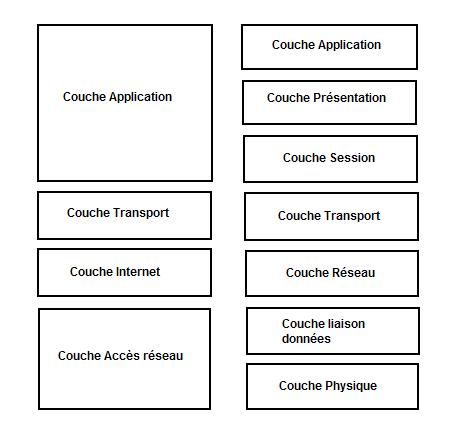 Couche Application
Couche Transport
Couche Internet
Couche Accès réseau
Couche Application
Couche Présentation
Couche Session
Couche Transport
Couche Réseau
Couche liaison
données
Couche Physique